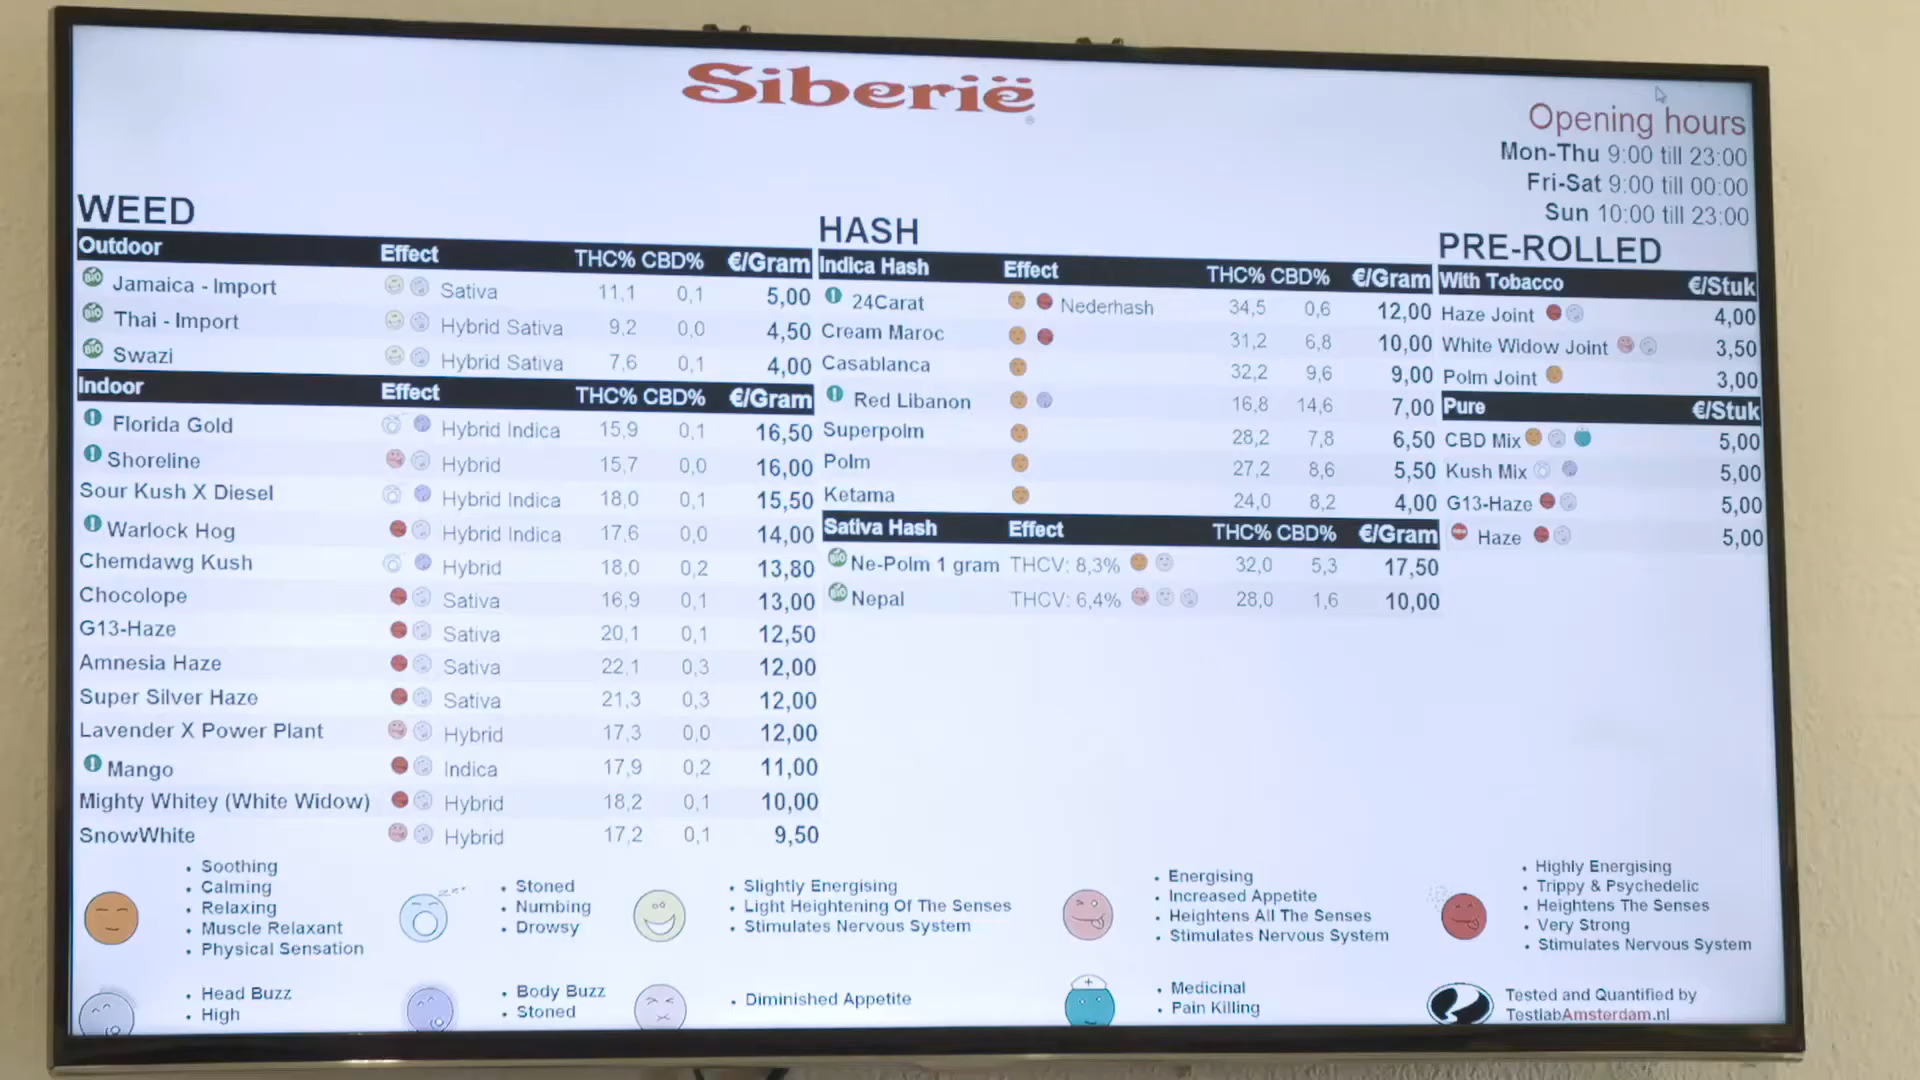 Siberië
Opening hours
Mon-Thu 9:00 till 23:00
Fri-Sat 9:00 till 00:00
Sun 10:00 till 23:00
WEED
Outdoor Effect THC% CBD% €/Gram
BIO Jamaica - Import Sativa 11,1 0,1 5,00
BIO Thai - Import Hybrid Sativa 9,2 0,0 4,50
BIO Swazi Hybrid Sativa 7,6 0,1 4,00
Indoor Effect THC% CBD% €/Gram
! Florida Gold Hybrid Indica 15,9 0,1 16,50
! Shoreline Hybrid 15,7 0,0 16,00
Sour Kush X Diesel Hybrid Indica 18,0 0,1 15,50
! Warlock Hog Hybrid Indica 17,6 0,0 14,00
Chemdawg Kush Hybrid 18,0 0,2 13,80
Chocolope Sativa 16,9 0,1 13,00
G13-Haze Sativa 20,1 0,1 12,50
Amnesia Haze Sativa 22,1 0,3 12,00
Super Silver Haze Sativa 21,3 0,3 12,00
Lavender X Power Plant Hybrid 17,3 0,0 12,00
! Mango Indica 17,9 0,2 11,00
Mighty Whitey (White Widow) Hybrid 18,2 0,1 10,00
SnowWhite Hybrid 17,2 0,1 9,50
HASH
Indica Hash Effect THC% CBD% €/Gram
! 24Carat Nederhash 34,5 0,6 12,00
Cream Maroc 31,2 6,8 10,00
Casablanca 32,2 9,6 9,00
! Red Libanon 16,8 14,6 7,00
Superpolm 28,2 7,8 6,50
Polm 27,2 8,6 5,50
Ketama 24,0 8,2 4,00
Sativa Hash Effect THC% CBD% €/Gram
BIO Ne-Polm 1 gram THCV: 8,3% 32,0 5,3 17,50
BIO Nepal THCV: 6,4% 28,0 1,6 10,00
PRE-ROLLED
With Tobacco €/Stuk
Haze Joint 4,00
White Widow Joint 3,50
Polm Joint 3,00
Pure €/Stuk
CBD Mix 5,00
Kush Mix 5,00
G13-Haze 5,00
Haze 5,00
• Soothing
• Calming
• Relaxing
• Muscle Relaxant
• Physical Sensation
• Stoned
• Numbing
• Drowsy
• Slightly Energising
• Light Heightening Of The Senses
• Stimulates Nervous System
• Energising
• Increased Appetite
• Heightens All The Senses
• Stimulates Nervous System
• Highly Energising
• Trippy & Psychedelic
• Heightens The Senses
• Very Strong
• Stimulates Nervous System
• Head Buzz
• High
• Body Buzz
• Stoned
• Diminished Appetite
• Medicinal
• Pain Killing
Tested and Quantified by
TestlabAmsterdam.nl